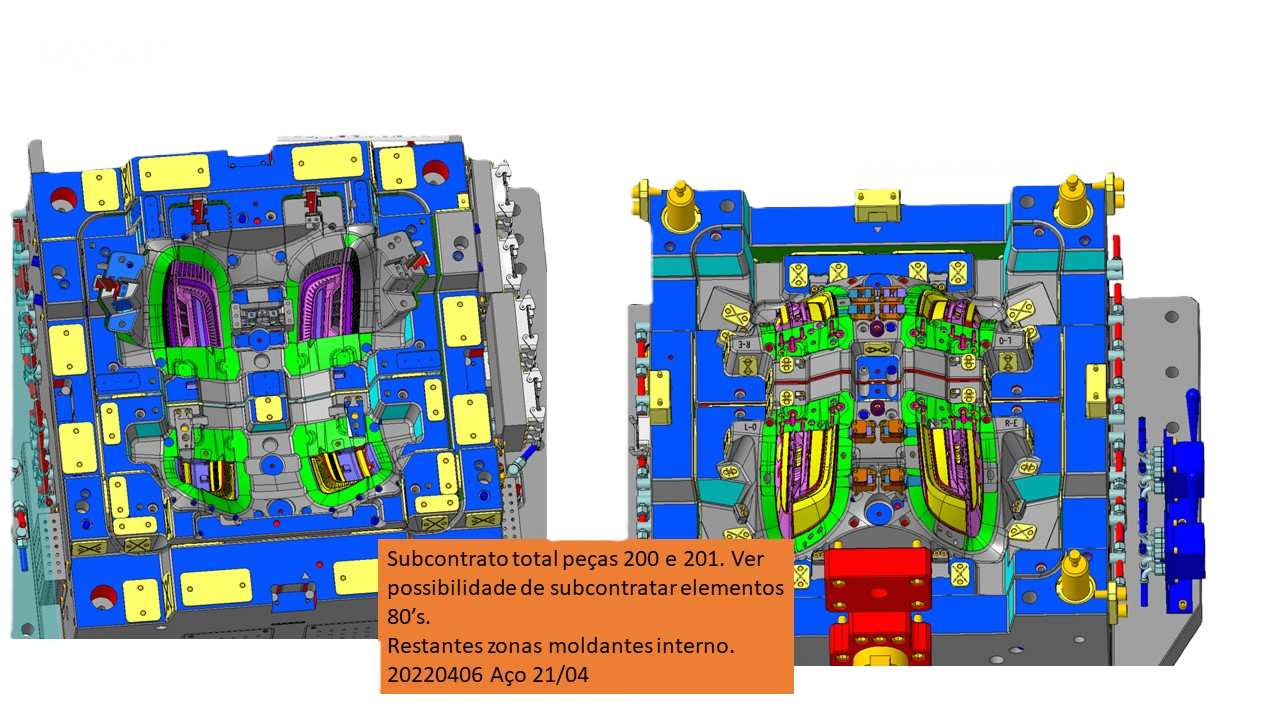 R-E
L-O
L-O
R-E
Subcontrato total peças 200 e 201. Ver
possibilidade de subcontratar elementos
80’s.
Restantes zonas moldantes interno.
20220406 Aço 21/04